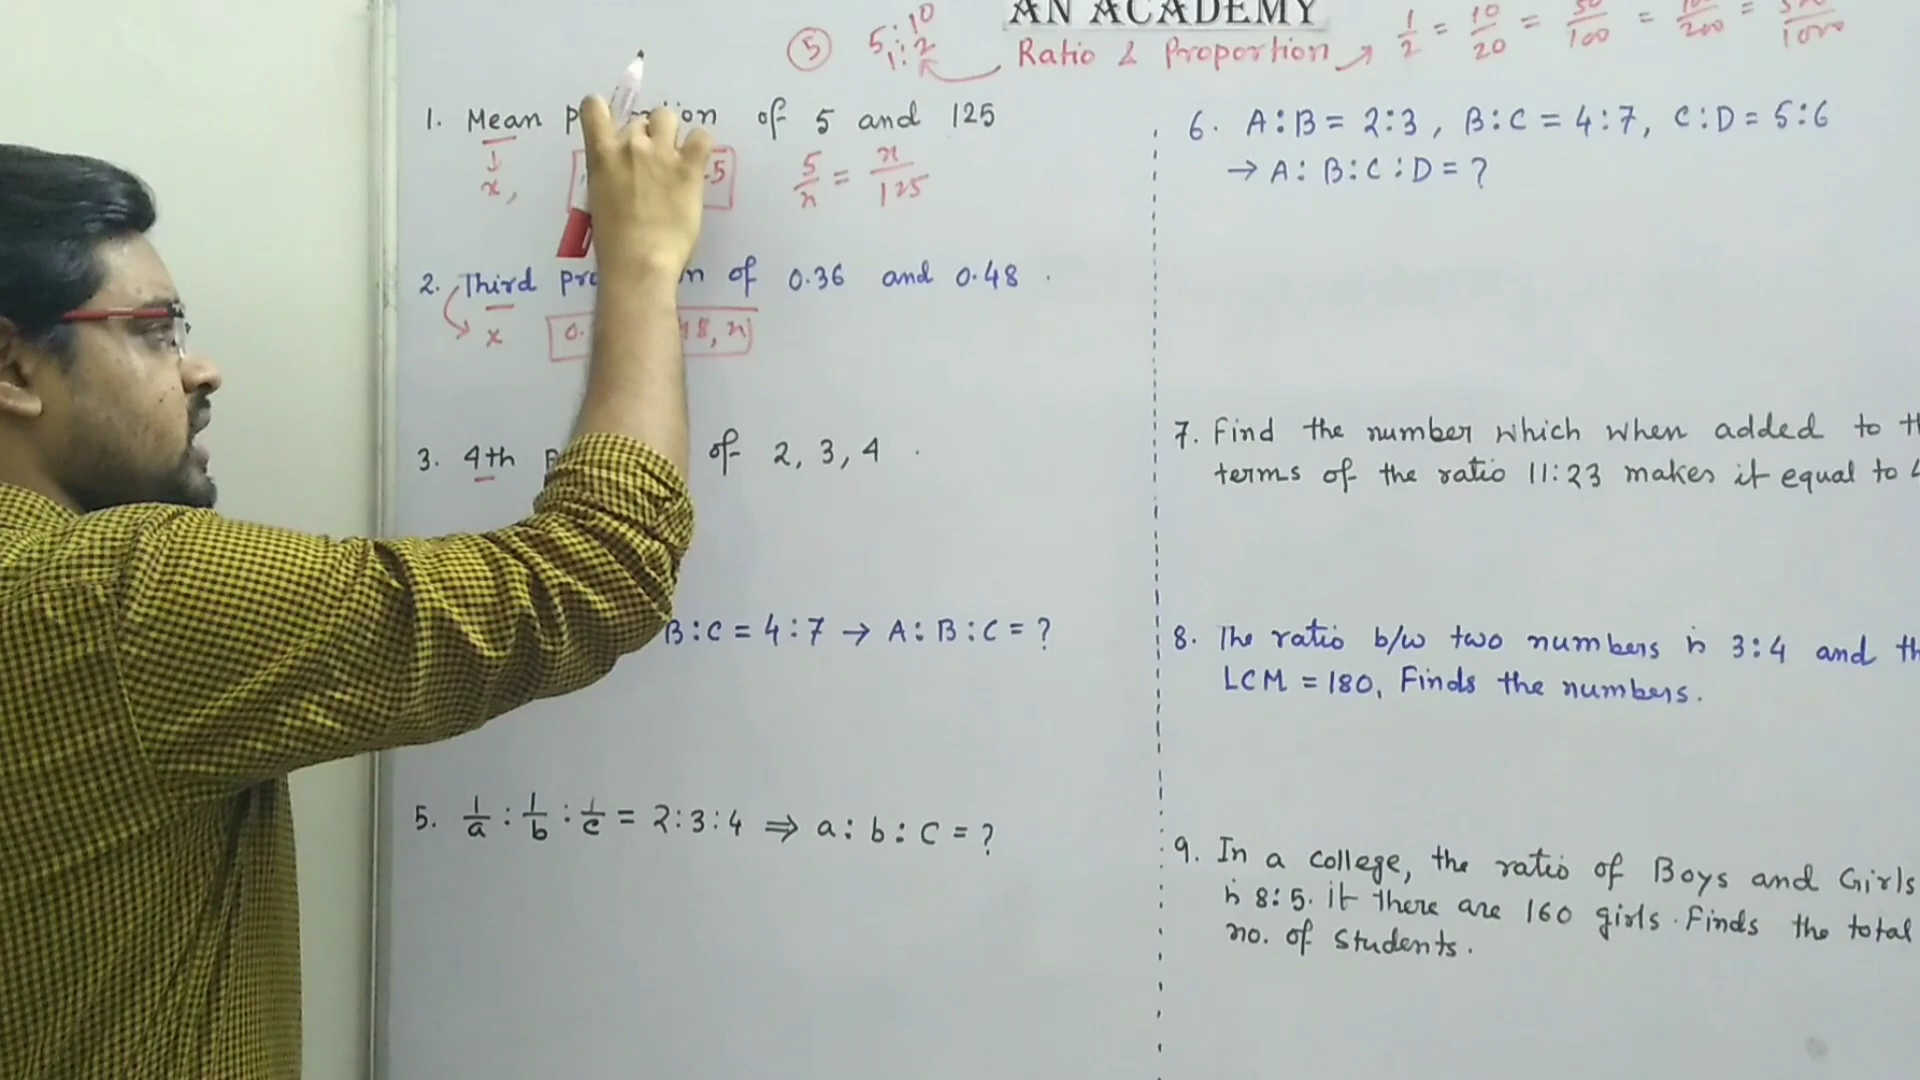 AN ACADEMY
5 5:10
1:2
Ratio & Proportion → 1/2 = 10/20 = 50/100 = /200 = /1000
1. Mean of 5 and 125
x, 5/x = x/125
2. Third of 0.36 and 0.48.
x 0. 48, x
3. 4th of 2, 3, 4.
B:C = 4:7 → A:B:C = ?
5. 1/a : 1/b : 1/c = 2:3:4 ⇒ a:b:c = ?
6. A:B = 2:3, B:C = 4:7, C:D = 5:6
→ A:B:C:D = ?
7. Find the number which when added to
terms of the ratio 11:23 makes it equal to
8. The ratio b/w two numbers is 3:4 and
LCM = 180, Finds the numbers.
9. In a college, the ratio of Boys and Girls
is 8:5. If there are 160 girls. Finds the total
no. of students.